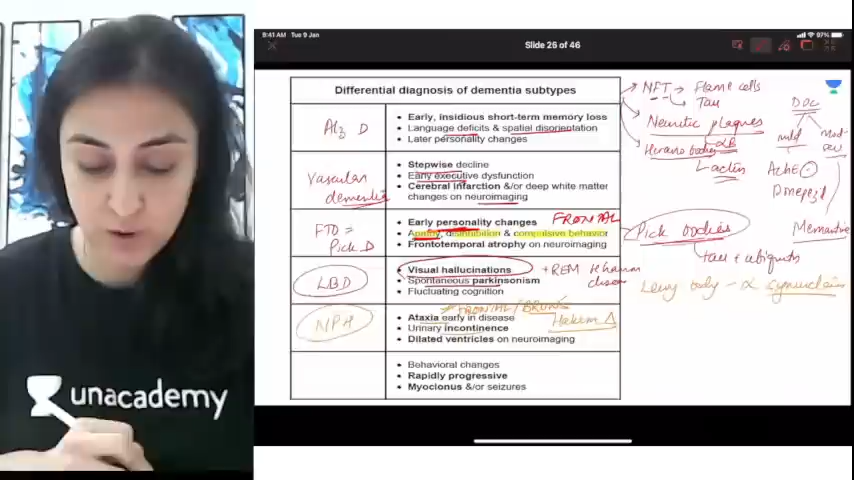 9:41 AM Tue 9 Jan
97%
Slide 26 of 46
Differential diagnosis of dementia subtypes
Alz D
• Early, insidious short-term memory loss
• Language deficits & spatial disorientation
• Later personality changes
Vascular
dementia
• Stepwise decline
• Early executive dysfunction
• Cerebral infarction &/or deep white matter
changes on neuroimaging
FTD =
Pick D
• Early personality changes FRONTAL
• Apathy, disinhibition & compulsive behavior
• Frontotemporal atrophy on neuroimaging
LBD
• Visual hallucinations + REM
• Spontaneous parkinsonism
• Fluctuating cognition
NPH
FRONTAL/BRUNS
• Ataxia early in disease
• Urinary incontinence
• Dilated ventricles on neuroimaging
Hakim Δ
• Behavioral changes
• Rapidly progressive
• Myoclonus &/or seizures
→ NFT → Flame cells
Tau
Neuritic plaques
Hirano bodies
Lactin
DOC
mild
Mod-
sev
AChE
Donepezil
Memantine
Pick bodies
tau + ubiquitin
Lewy body - α synuclein
unacademy